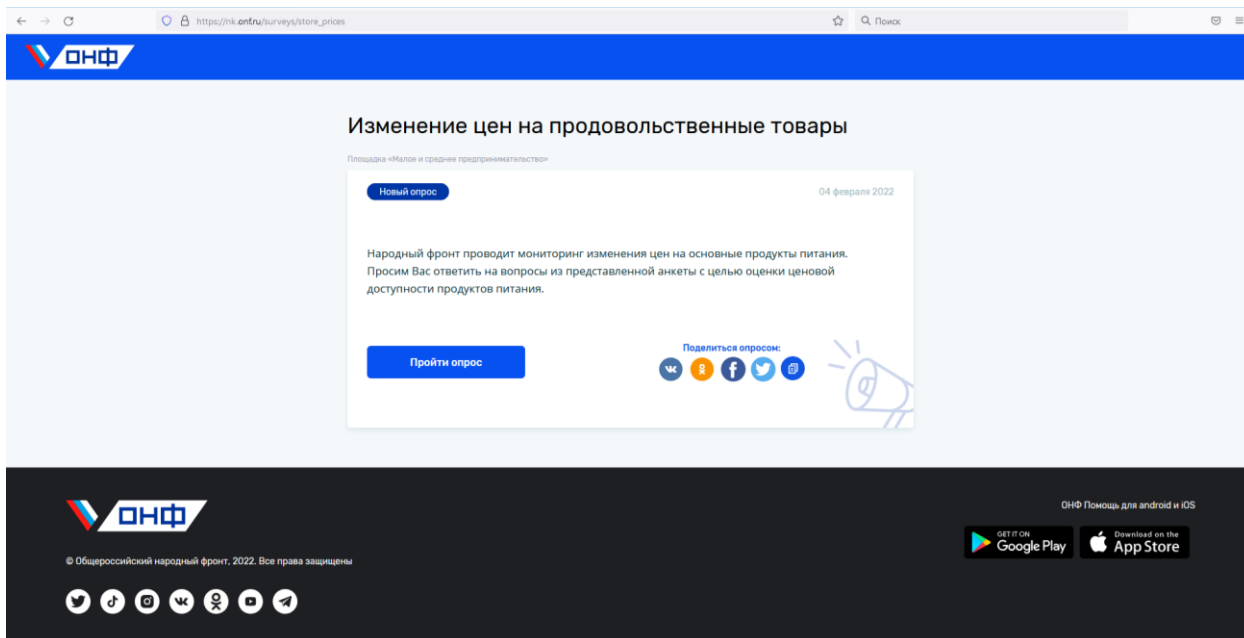 https://nk.onf.ru/surveys/store_prices
Поиск
ОНФ
Изменение цен на продовольственные товары
Площадка «Малое и среднее предпринимательство»
Новый опрос
04 февраля 2022
Народный фронт проводит мониторинг изменения цен на основные продукты питания.
Просим Вас ответить на вопросы из представленной анкеты с целью оценки ценовой
доступности продуктов питания.
Пройти опрос
Поделиться опросом:
ОНФ
ОНФ Помощь для android и iOS
GET IT ON
Google Play
Download on the
App Store
© Общероссийский народный фронт, 2022. Все права защищены